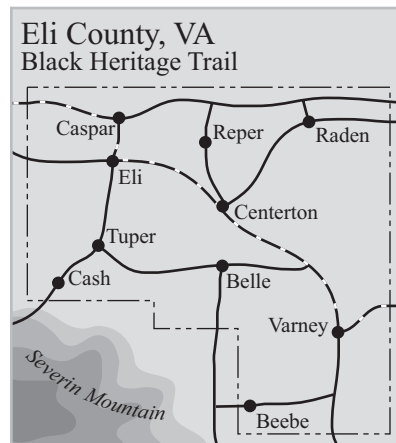 Eli County, VA
Black Heritage Trail
Caspar
Reper
Raden
Eli
Centerton
Tuper
Cash
Belle
Varney
Severin Mountain
Beebe